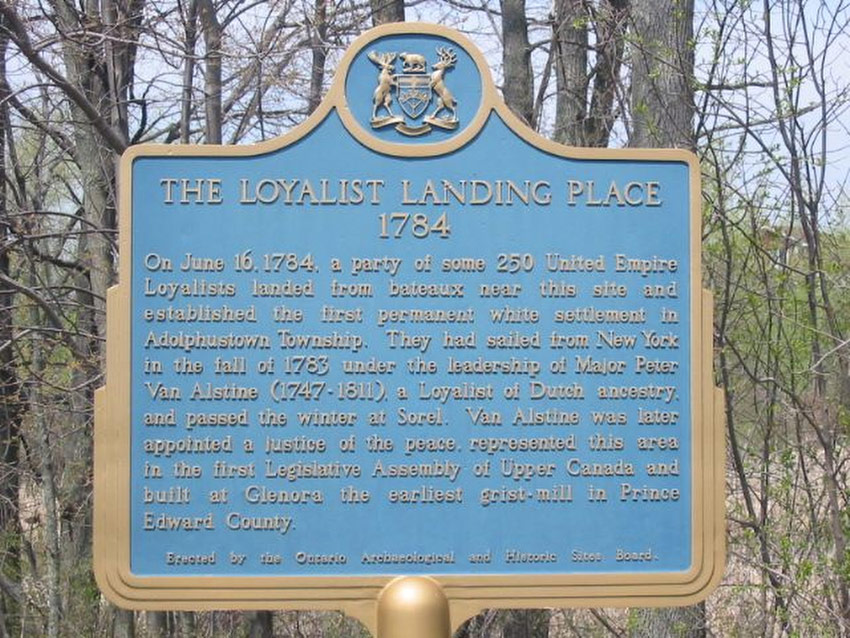 THE LOYALIST LANDING PLACE
1784
On June 16, 1784, a party of some 250 United Empire
Loyalists landed from bateaux near this site and
established the first permanent white settlement in
Adolphustown Township. They had sailed from New York
in the fall of 1783 under the leadership of Major Peter
Van Alstine (1747-1811), a Loyalist of Dutch ancestry,
and passed the winter at Sorel. Van Alstine was later
appointed a justice of the peace, represented this area
in the first Legislative Assembly of Upper Canada and
built at Glenora the earliest grist-mill in Prince
Edward County.
Erected by the Ontario Archaeological and Historic Sites Board.